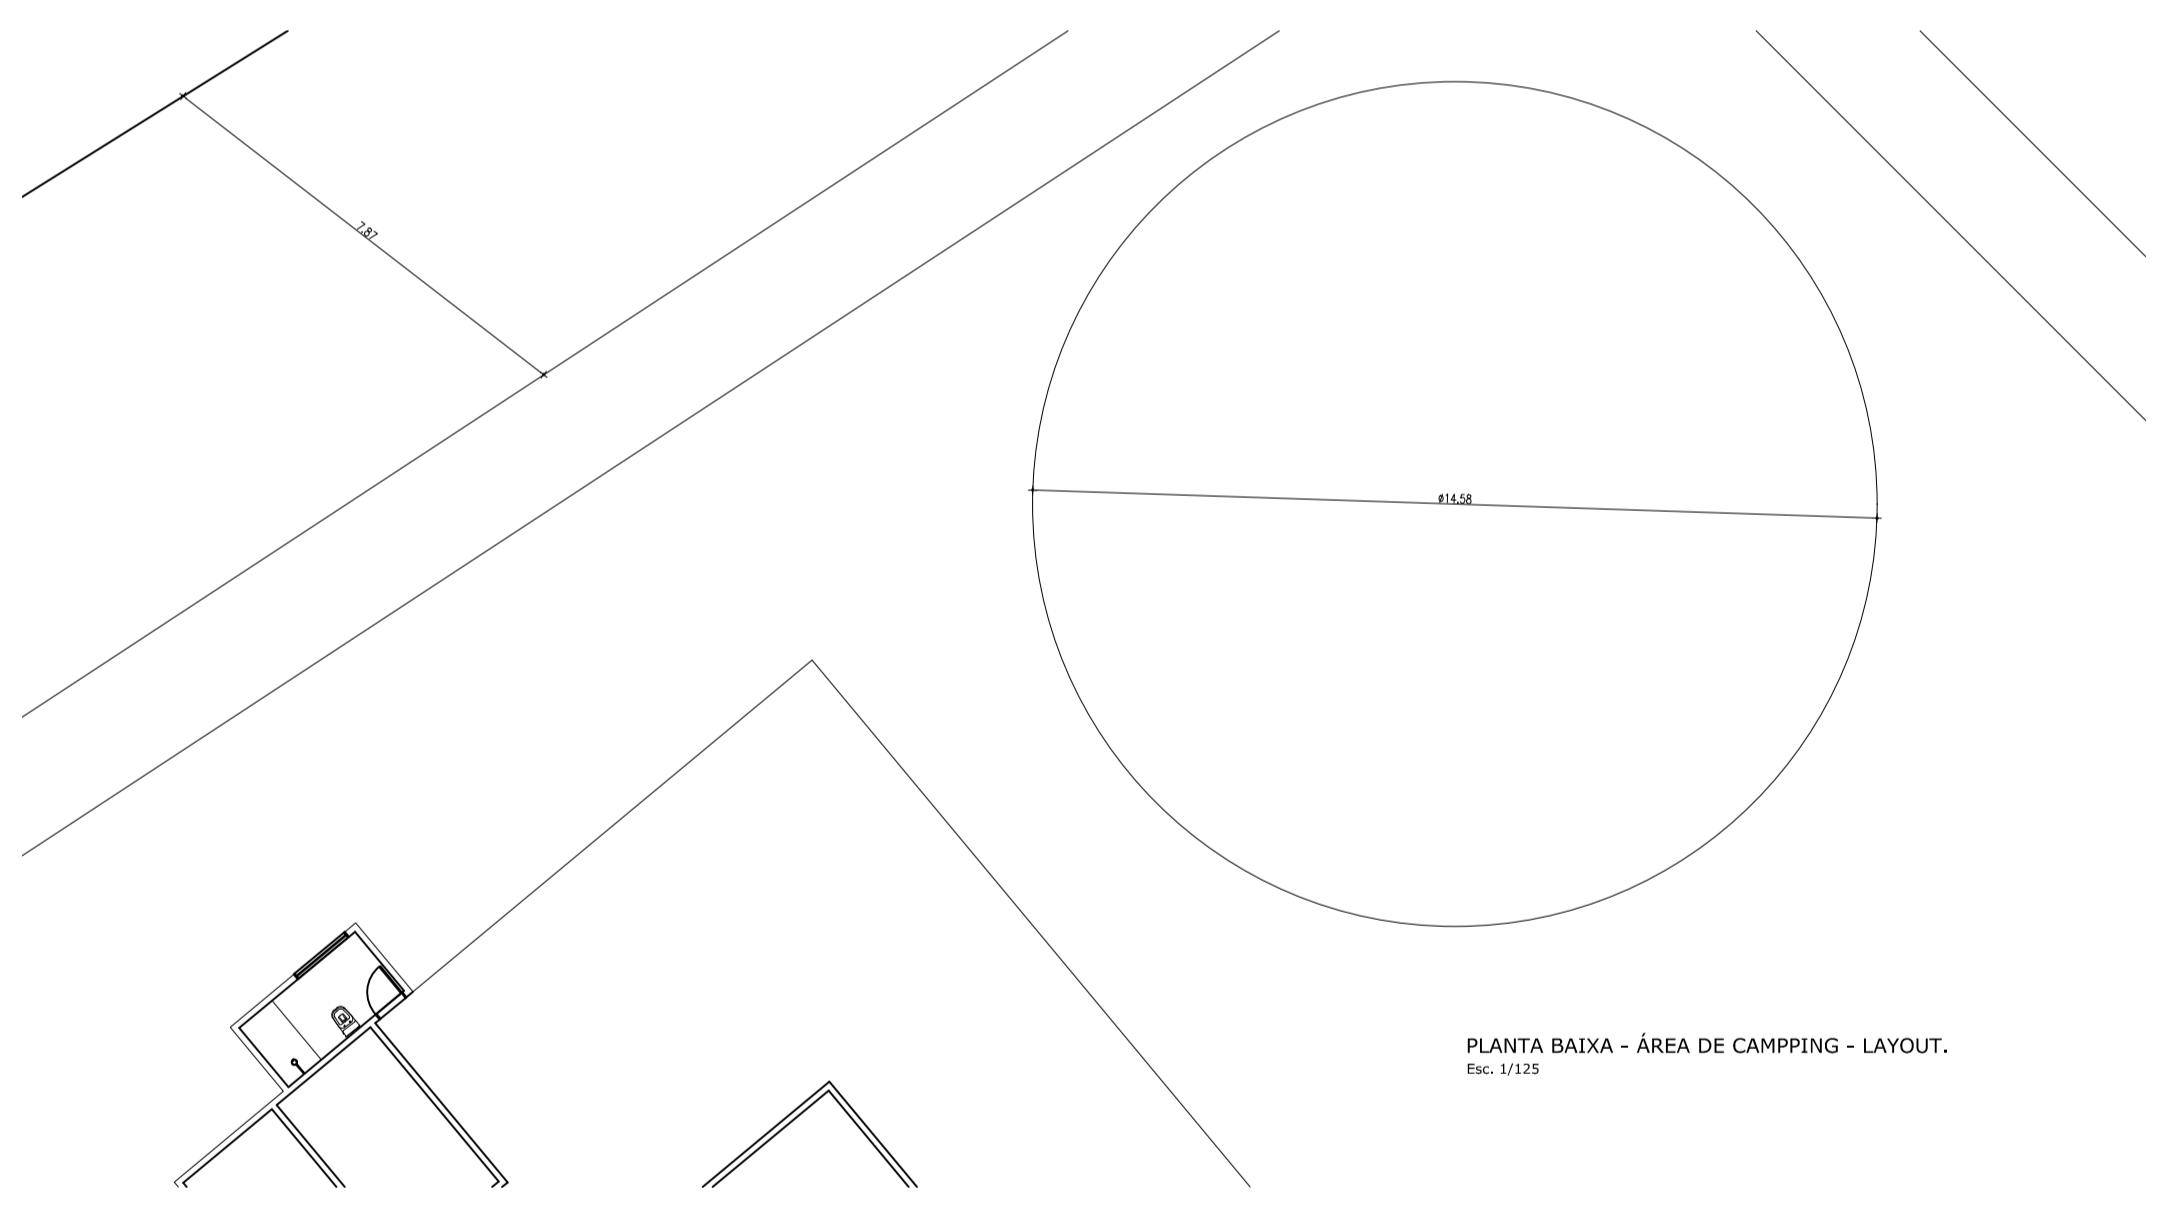 7.87
ø14.58
PLANTA BAIXA - ÁREA DE CAMPPING - LAYOUT.
Esc. 1/125